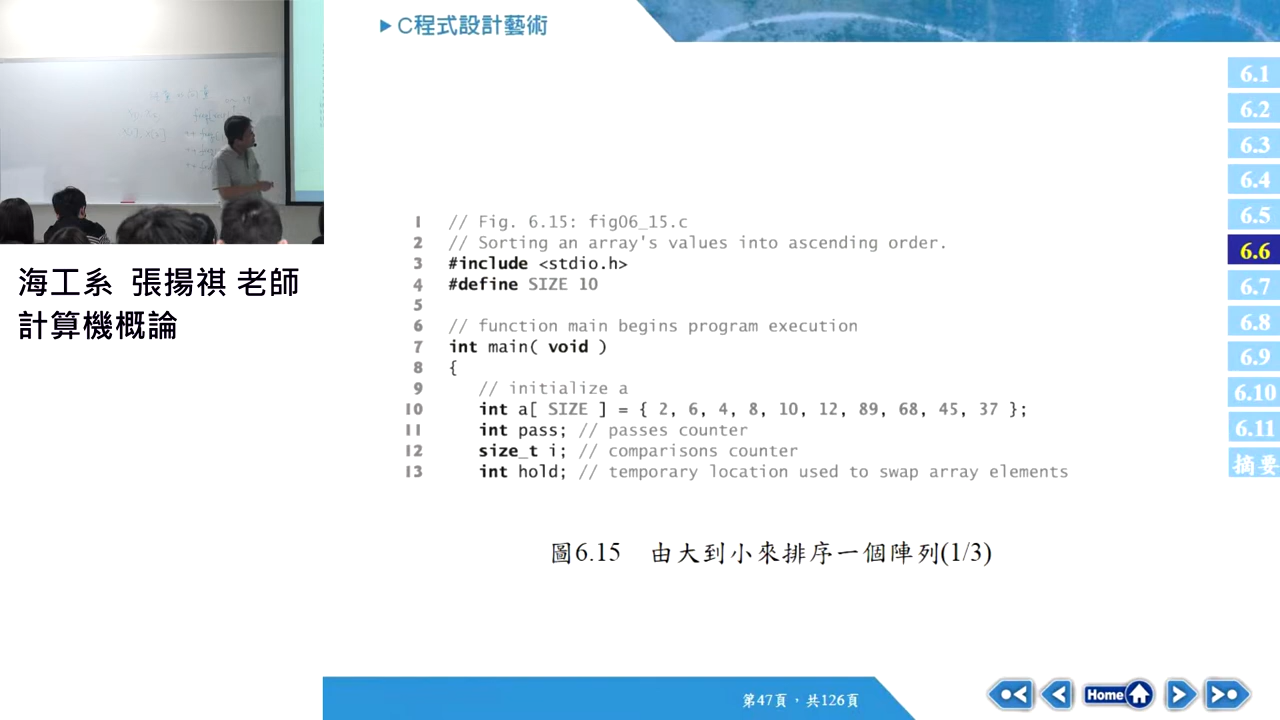 C程式設計藝術
海工系 張揚祺 老師
計算機概論
1 // Fig. 6.15: fig06_15.c
2 // Sorting an array's values into ascending order.
3 #include <stdio.h>
4 #define SIZE 10
5
6 // function main begins program execution
7 int main( void )
8 {
9 // initialize a
10 int a[ SIZE ] = { 2, 6, 4, 8, 10, 12, 89, 68, 45, 37 };
11 int pass; // passes counter
12 size_t i; // comparisons counter
13 int hold; // temporary location used to swap array elements
圖6.15 由大到小來排序一個陣列(1/3)
6.1
6.2
6.3
6.4
6.5
6.6
6.7
6.8
6.9
6.10
6.11
摘要
第47頁，共126頁
Home